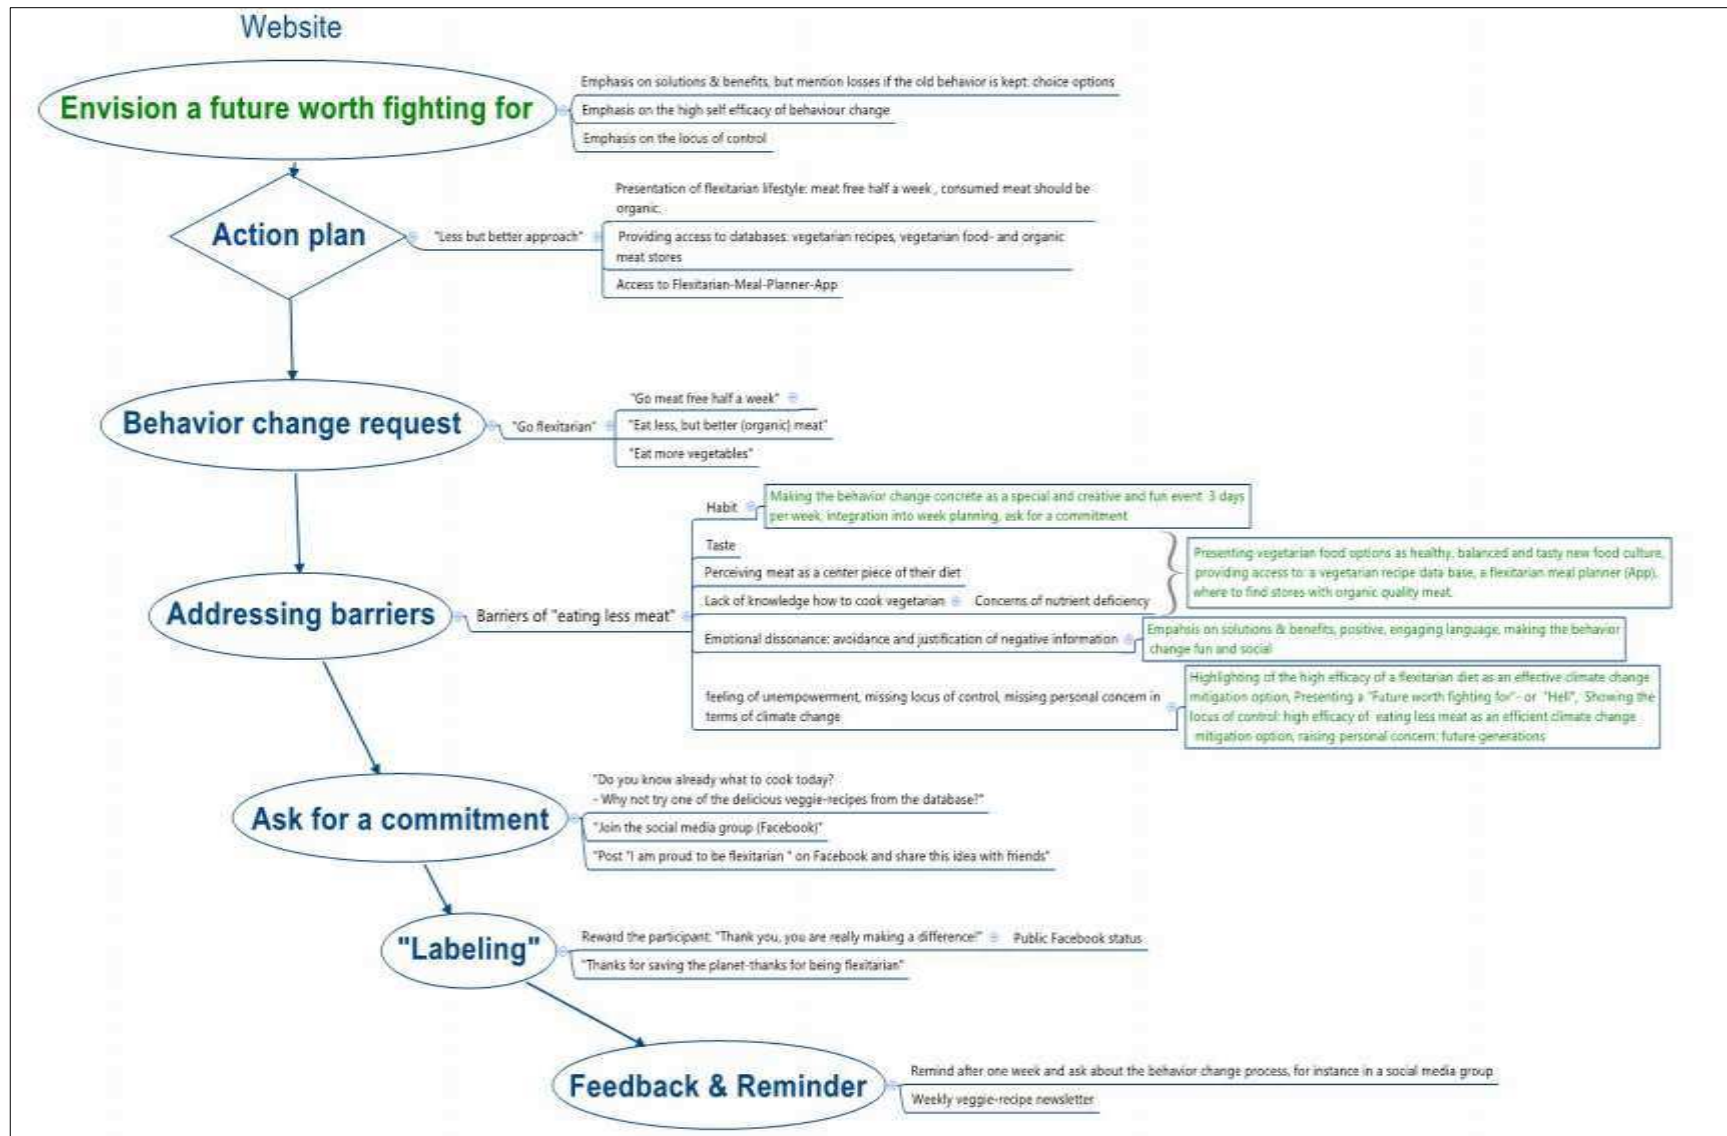 Website
Envision a future worth fighting for
Emphasis on solutions & benefits, but mention losses if the old behavior is kept: choice options
Emphasis on the high self efficacy of behaviour change
Emphasis on the locus of control
Action plan
"Less but better approach"
Presentation of flexitarian lifestyle: meat free half a week , consumed meat should be
organic.
Providing access to databases: vegetarian recipes, vegetarian food- and organic
meat stores
Access to Flexitarian-Meal-Planner-App
Behavior change request
"Go flexitarian"
"Go meat free half a week"
"Eat less, but better (organic) meat"
"Eat more vegetables"
Addressing barriers
Barriers of "eating less meat"
Habit
Making the behavior change concrete as a special and creative and fun event 3 days
per week, integration into week planning, ask for a commitment
Taste
Perceiving meat as a center piece of their diet
Lack of knowledge how to cook vegetarian
Concerns of nutrient deficiency
Presenting vegetarian food options as healthy, balanced and tasty new food culture,
providing access to: a vegetarian recipe data base, a flexitarian meal planner (App),
where to find stores with organic quality meat.
Emotional dissonance: avoidance and justification of negative information
Empahsis on solutions & benefits, positive, engaging language, making the behavior
change fun and social
feeling of unempowerment, missing locus of control, missing personal concern in
terms of climate change
Highlighting of the high efficacy of a flexitarian diet as an effective climate change
mitigation option, Presenting a "Future worth fighting for"- or "Hell", Showing the
locus of control: high efficacy of eating less meat as an efficient climate change
mitigation option, raising personal concern: future generations
Ask for a commitment
"Do you know already what to cook today?
- Why not try one of the delicious veggie-recipes from the database?"
"Join the social media group (Facebook)"
"Post "I am proud to be flexitarian " on Facebook and share this idea with friends"
"Labeling"
Reward the participant: "Thank you, you are really making a difference!"
Public Facebook status
"Thanks for saving the planet-thanks for being flexitarian"
Feedback & Reminder
Remind after one week and ask about the behavior change process, for instance in a social media group
Weekly veggie-recipe newsletter